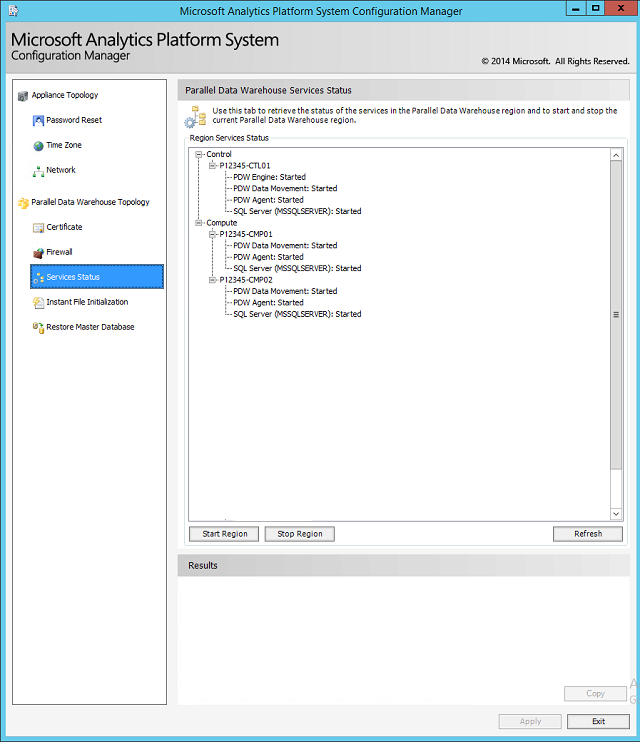 Microsoft Analytics Platform System Configuration Manager
Microsoft Analytics Platform System
Configuration Manager
© 2014 Microsoft. All Rights Reserved.
Appliance Topology
Password Reset
Time Zone
Network
Parallel Data Warehouse Topology
Certificate
Firewall
Services Status
Instant File Initialization
Restore Master Database
Parallel Data Warehouse Services Status
Use this tab to retrieve the status of the services in the Parallel Data Warehouse region and to start and stop the
current Parallel Data Warehouse region.
Region Services Status
Control
P12345-CTL01
PDW Engine: Started
PDW Data Movement: Started
PDW Agent: Started
SQL Server (MSSQLSERVER): Started
Compute
P12345-CMP01
PDW Data Movement: Started
PDW Agent: Started
SQL Server (MSSQLSERVER): Started
P12345-CMP02
PDW Data Movement: Started
PDW Agent: Started
SQL Server (MSSQLSERVER): Started
Start Region
Stop Region
Refresh
Results
Copy
Apply
Exit